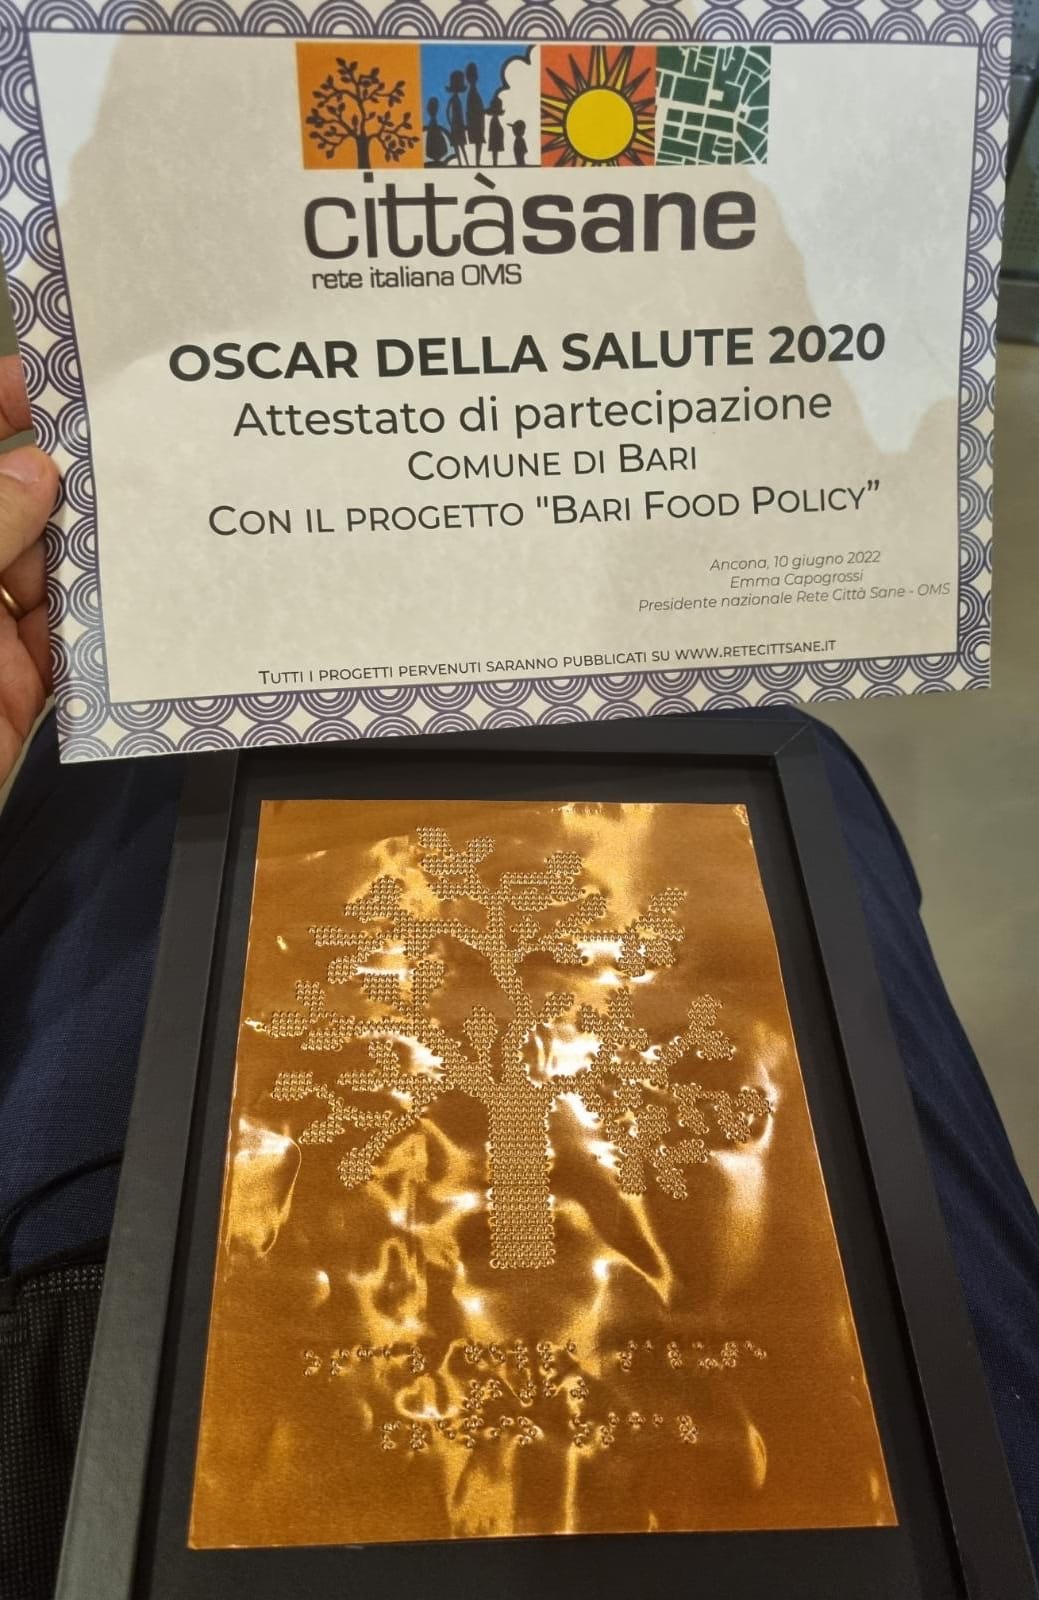 cittàsane
rete italiana OMS
OSCAR DELLA SALUTE 2020
Attestato di partecipazione
COMUNE DI BARI
CON IL PROGETTO "BARI FOOD POLICY”
Ancona, 10 giugno 2022
Emma Capogrossi
Presidente nazionale Rete Città Sane - OMS
TUTTI I PROGETTI PERVENUTI SARANNO PUBBLICATI SU WWW.RETECITTSANE.IT